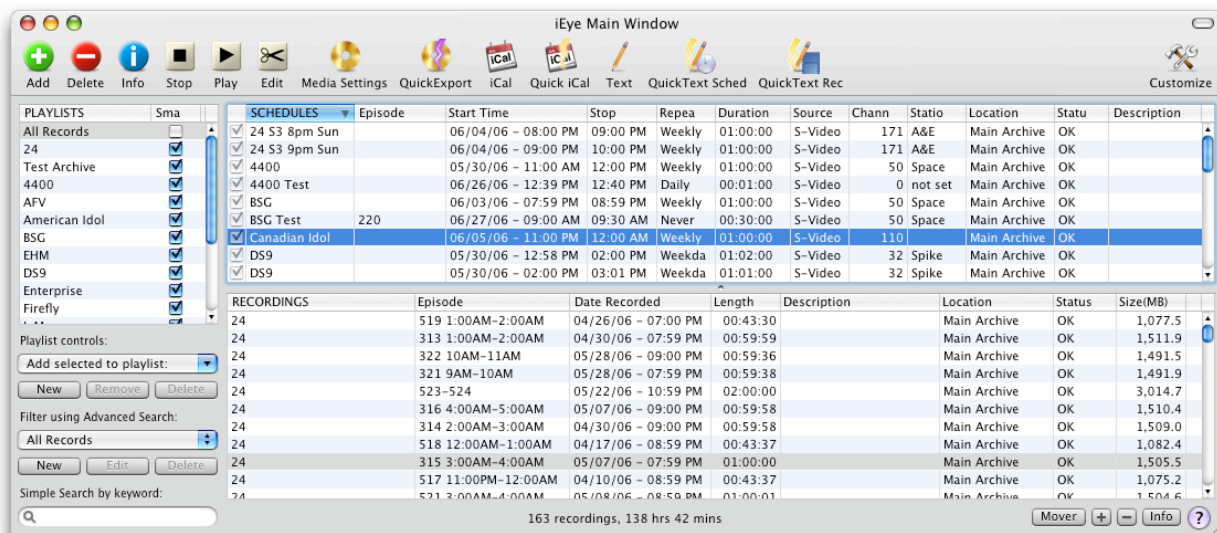 iEye Main Window
Add Delete Info Stop Play Edit Media Settings QuickExport iCal Quick iCal Text QuickText Sched QuickText Rec Customize
PLAYLISTS Sma
All Records
24
Test Archive
4400
AFV
American Idol
BSG
EHM
DS9
Enterprise
Firefly
Playlist controls:
Add selected to playlist:
New Remove Delete
Filter using Advanced Search:
All Records
New Edit Delete
Simple Search by keyword:
SCHEDULES Episode Start Time Stop Repea Duration Source Chann Statio Location Statu Description
24 S3 8pm Sun 06/04/06 - 08:00 PM 09:00 PM Weekly 01:00:00 S-Video 171 A&E Main Archive OK
24 S3 9pm Sun 06/04/06 - 09:00 PM 10:00 PM Weekly 01:00:00 S-Video 171 A&E Main Archive OK
4400 05/30/06 - 11:00 AM 12:00 PM Weekly 01:00:00 S-Video 50 Space Main Archive OK
4400 Test 06/26/06 - 12:39 PM 12:40 PM Daily 00:01:00 S-Video 0 not set Main Archive OK
BSG 06/03/06 - 07:59 PM 08:59 PM Weekly 01:00:00 S-Video 50 Space Main Archive OK
BSG Test 220 06/27/06 - 09:00 AM 09:30 AM Never 00:30:00 S-Video 50 Space Main Archive OK
Canadian Idol 06/05/06 - 11:00 PM 12:00 AM Weekly 01:00:00 S-Video 110 Main Archive OK
DS9 05/30/06 - 12:58 PM 02:00 PM Weekda 01:02:00 S-Video 32 Spike Main Archive OK
DS9 05/30/06 - 02:00 PM 03:01 PM Weekda 01:01:00 S-Video 32 Spike Main Archive OK
RECORDINGS Episode Date Recorded Length Description Location Status Size(MB)
24 519 1:00AM-2:00AM 04/26/06 - 07:00 PM 00:43:30 Main Archive OK 1,077.5
24 313 1:00AM-2:00AM 04/30/06 - 07:59 PM 00:59:59 Main Archive OK 1,511.9
24 322 10AM-11AM 05/28/06 - 09:00 PM 00:59:36 Main Archive OK 1,491.5
24 321 9AM-10AM 05/28/06 - 07:59 PM 00:59:38 Main Archive OK 1,491.9
24 523-524 05/22/06 - 10:59 PM 02:00:00 Main Archive OK 3,014.7
24 316 4:00AM-5:00AM 05/07/06 - 09:00 PM 00:59:58 Main Archive OK 1,510.4
24 314 2:00AM-3:00AM 04/30/06 - 09:00 PM 00:59:58 Main Archive OK 1,509.0
24 518 12:00AM-1:00AM 04/17/06 - 08:59 PM 00:43:37 Main Archive OK 1,082.4
24 315 3:00AM-4:00AM 05/07/06 - 07:59 PM 01:00:00 Main Archive OK 1,505.5
24 517 11:00PM-12:00AM 04/10/06 - 08:59 PM 00:43:37 Main Archive OK 1,075.2
24 521 3:00AM-4:00AM 05/08/06 - 08:59 PM 01:00:01 Main Archive OK 1,504.6
163 recordings, 138 hrs 42 mins
Mover + - Info ?